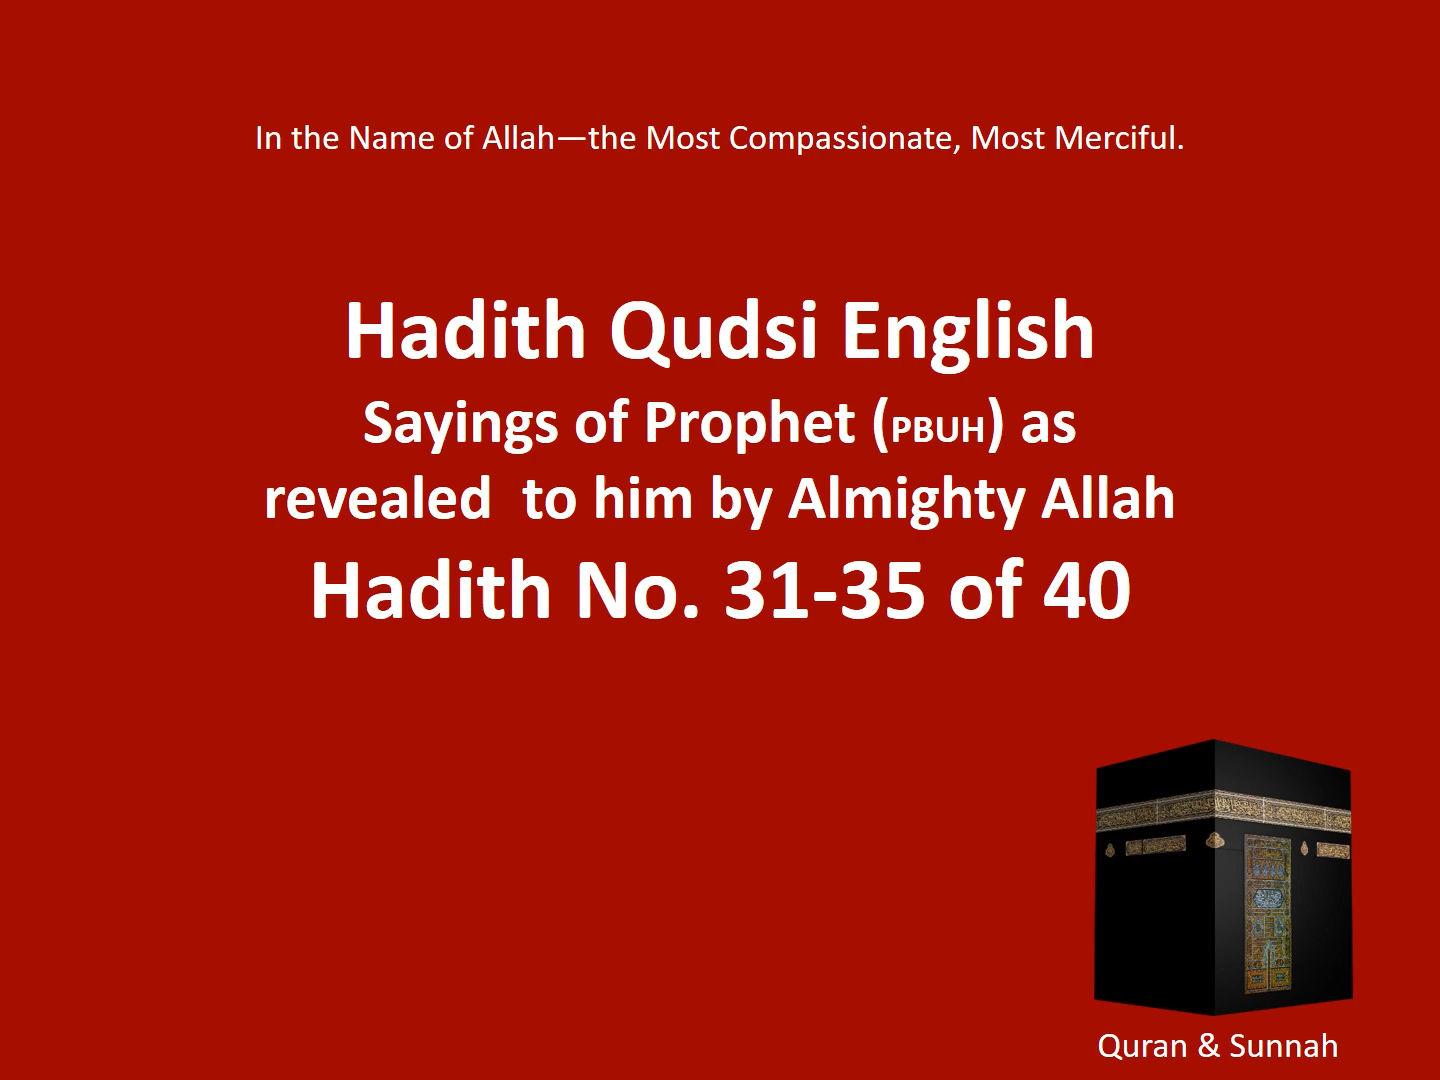 In the Name of Allah—the Most Compassionate, Most Merciful.
Hadith Qudsi English
Sayings of Prophet (PBUH) as
revealed  to him by Almighty Allah
Hadith No. 31-35 of 40
Quran & Sunnah